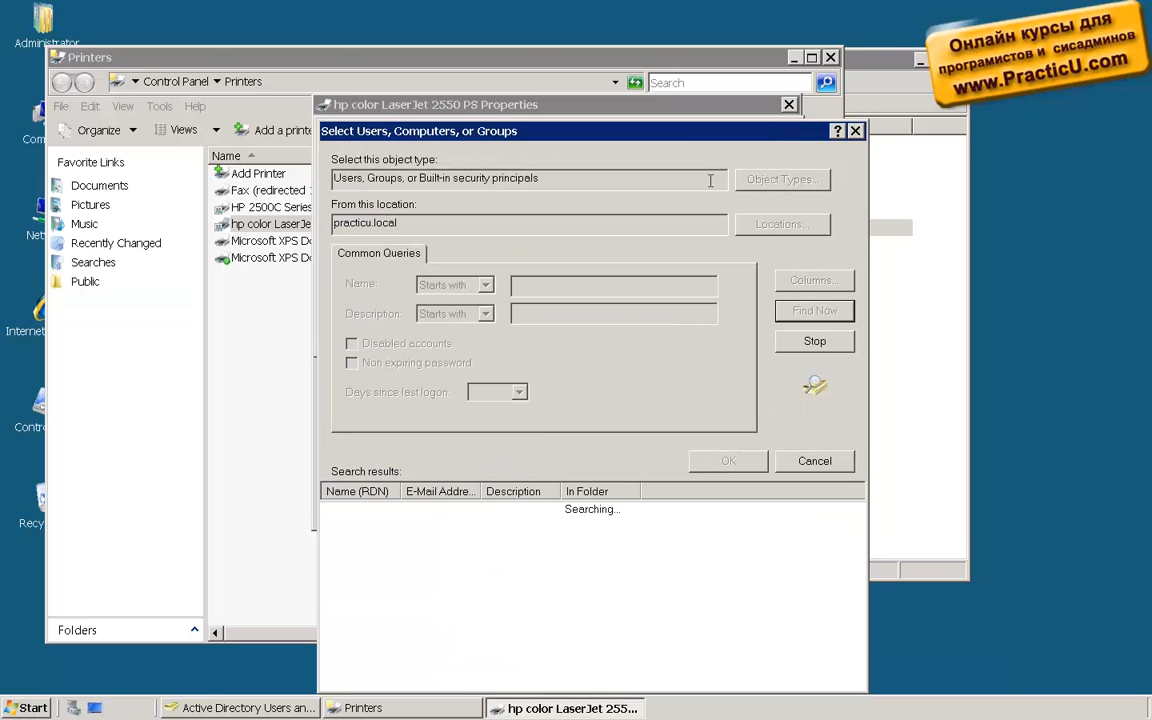 Administrator
Онлайн курсы для
програмистов и сисадминов
www.PracticU.com
Printers
Control Panel
Printers
Search
File
Edit
View
Tools
Help
Organize
Views
Add a printe
hp color LaserJet 2550 PS Properties
Select Users, Computers, or Groups
Select this object type:
Users, Groups, or Built-in security principals
Object Types...
From this location:
practicu.local
Locations...
Common Queries
Name:
Starts with
Description:
Starts with
Disabled accounts
Non expiring password
Days since last logon:
Columns...
Find Now
Stop
OK
Cancel
Search results:
Name (RDN)
E-Mail Addre...
Description
In Folder
Searching...
Favorite Links
Documents
Pictures
Music
Recently Changed
Searches
Public
Folders
Name
Add Printer
Fax (redirected
HP 2500C Series
hp color LaserJe
Microsoft XPS Do
Microsoft XPS Do
Com
Net
Internet
Contr
Recy
Start
Active Directory Users an...
Printers
hp color LaserJet 255...